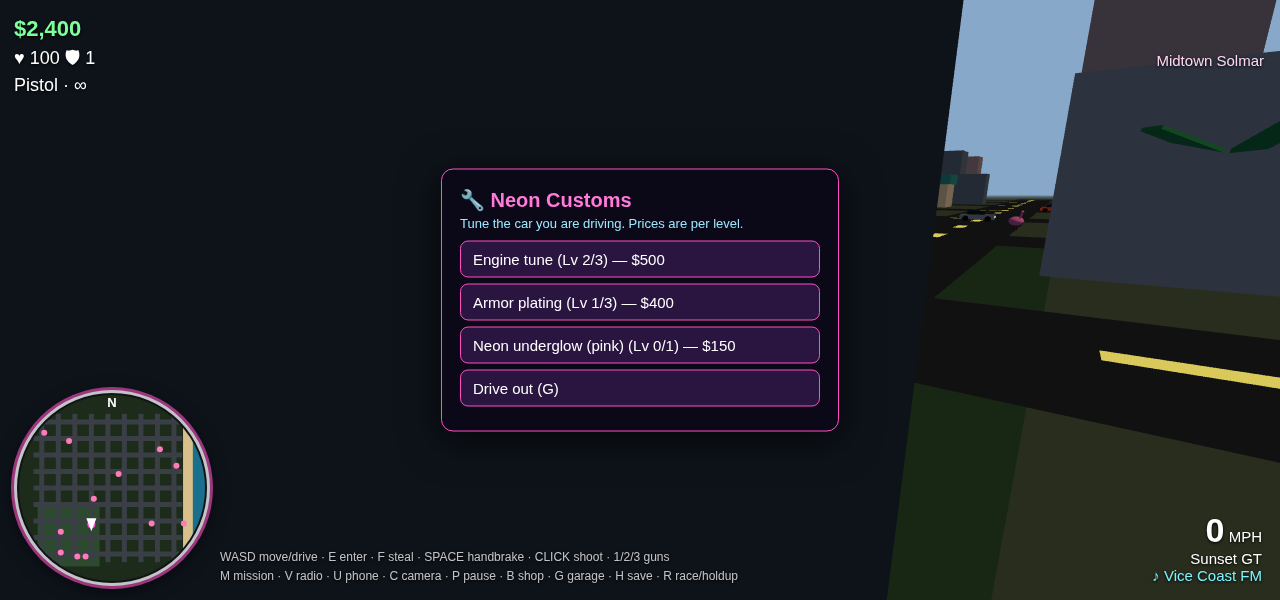 $2,400
♥ 100 🛡 1
Pistol · ∞
Midtown Solmar
🔧 Neon Customs
Tune the car you are driving. Prices are per level.
Engine tune (Lv 2/3) — $500
Armor plating (Lv 1/3) — $400
Neon underglow (pink) (Lv 0/1) — $150
Drive out (G)
N
WASD move/drive · E enter · F steal · SPACE handbrake · CLICK shoot · 1/2/3 guns
M mission · V radio · U phone · C camera · P pause · B shop · G garage · H save · R race/holdup
0 MPH
Sunset GT
♪ Vice Coast FM